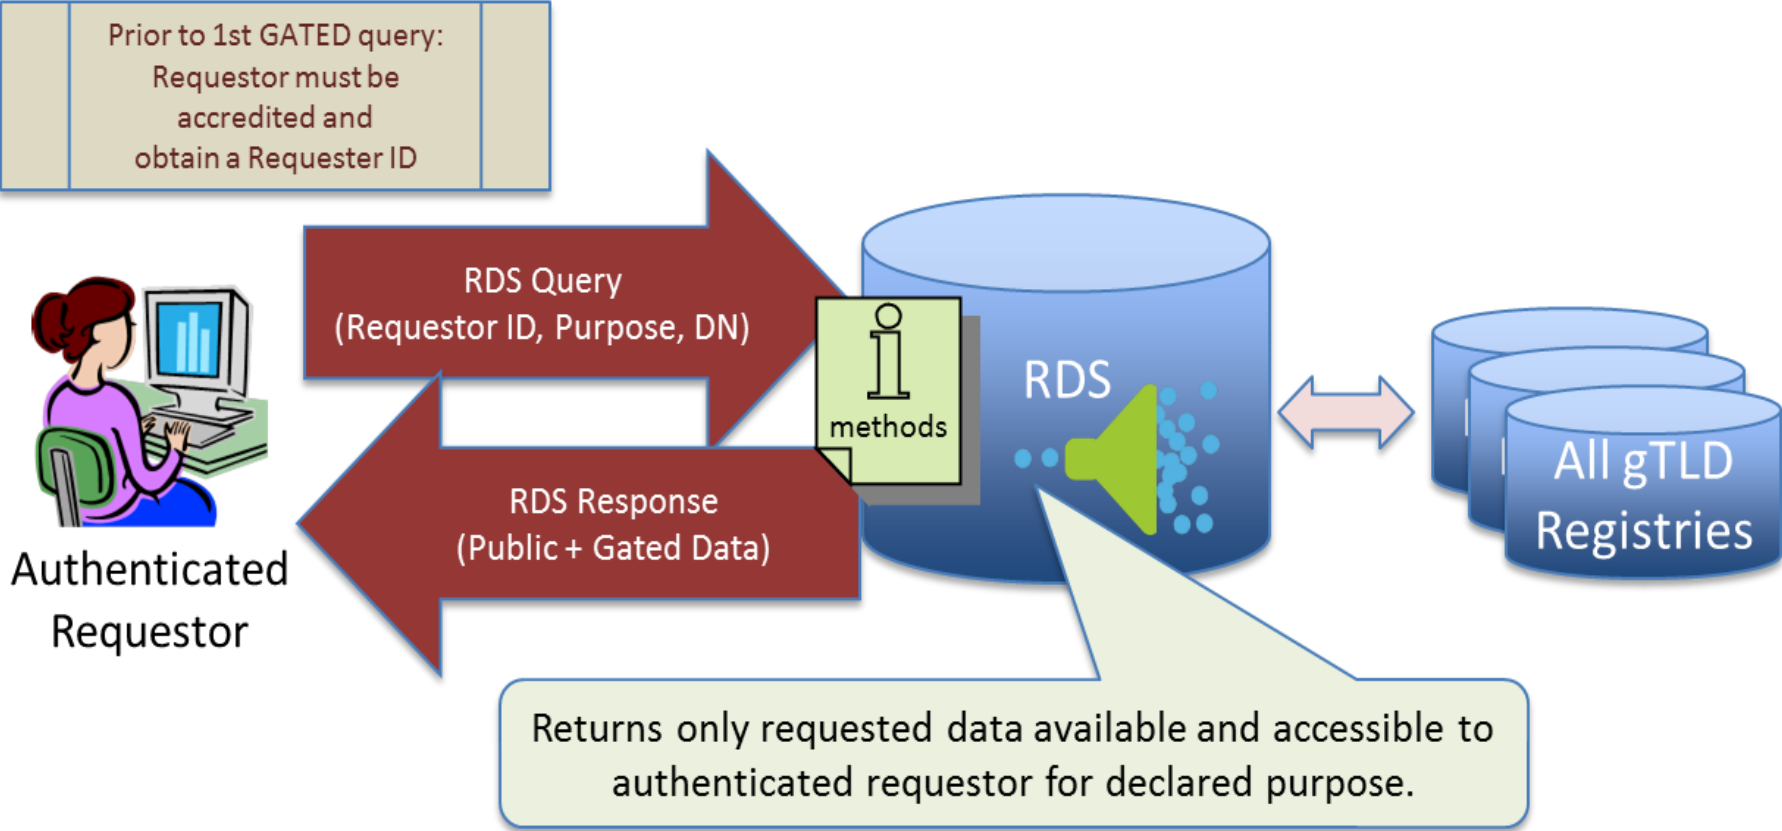 Prior to 1st GATED query:
Requestor must be
accredited and
obtain a Requester ID
RDS Query
(Requestor ID, Purpose, DN)
methods
RDS
RDS Response
(Public + Gated Data)
All gTLD
Registries
Authenticated
Requestor
Returns only requested data available and accessible to
authenticated requestor for declared purpose.